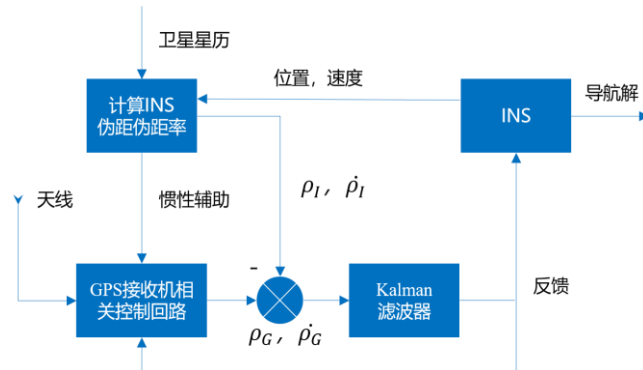 卫星星历
位置，速度
计算INS
伪距伪距率
INS
导航解
ρ_I，ρ̇_I
天线
惯性辅助
-
GPS接收机相
关控制回路
Kalman
滤波器
反馈
ρ_G，ρ̇_G